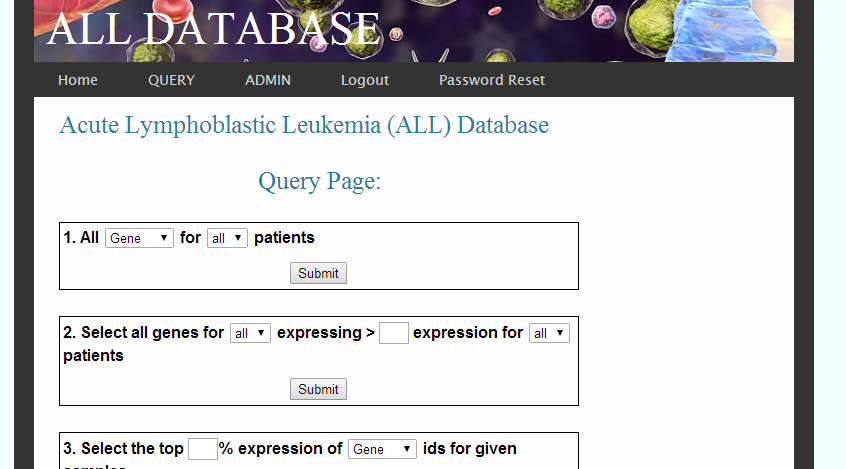 ALL DATABASE
Home QUERY ADMIN Logout Password Reset
Acute Lymphoblastic Leukemia (ALL) Database
Query Page:
1. All Gene for all patients
Submit
2. Select all genes for all expressing > expression for all
patients
Submit
3. Select the top % expression of Gene ids for given